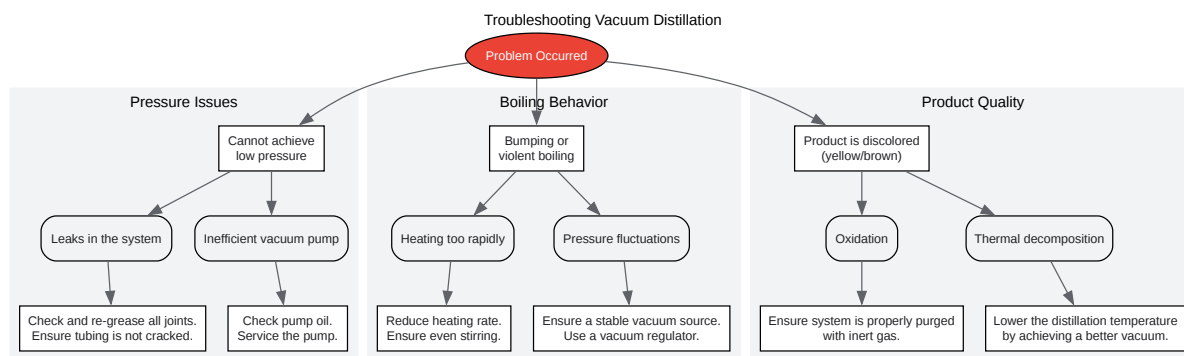 Troubleshooting Vacuum Distillation
Problem Occurred
Pressure Issues
Boiling Behavior
Product Quality
Cannot achieve
low pressure
Bumping or
violent boiling
Product is discolored
(yellow/brown)
Leaks in the system
Inefficient vacuum pump
Heating too rapidly
Pressure fluctuations
Oxidation
Thermal decomposition
Check and re-grease all joints.
Ensure tubing is not cracked.
Check pump oil.
Service the pump.
Reduce heating rate.
Ensure even stirring.
Ensure a stable vacuum source.
Use a vacuum regulator.
Ensure system is properly purged
with inert gas.
Lower the distillation temperature
by achieving a better vacuum.